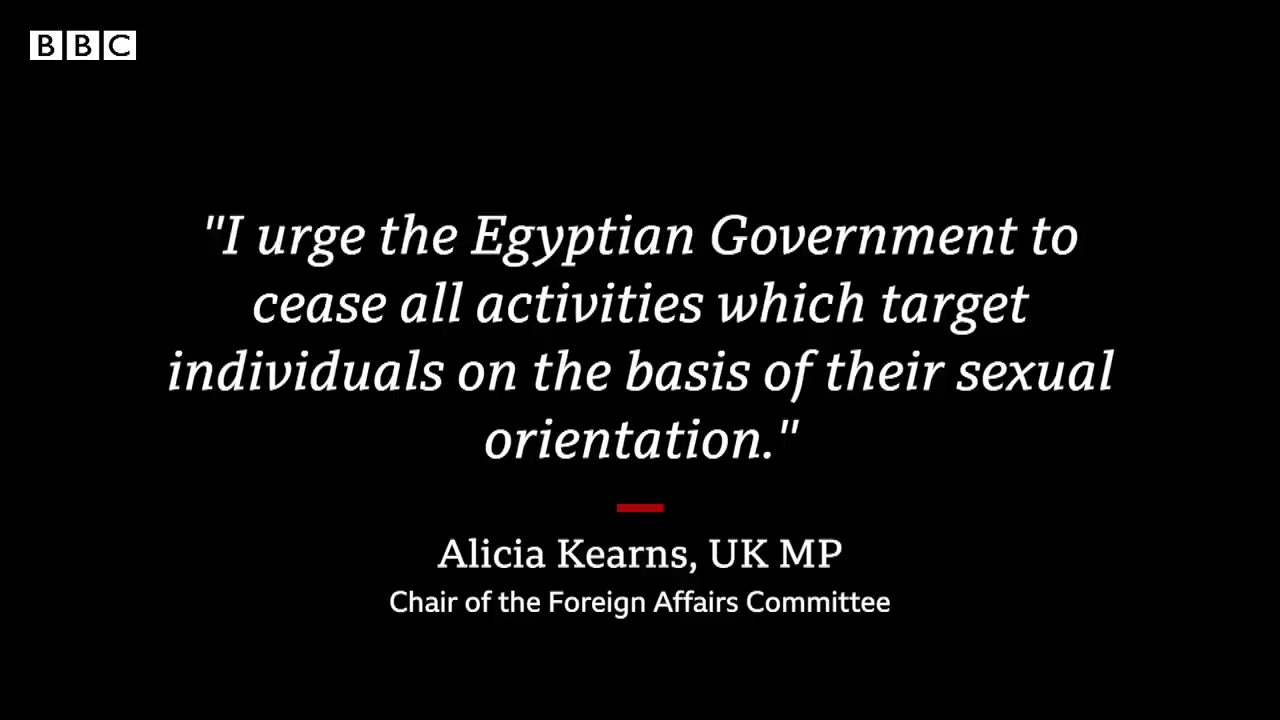 BBC
"I urge the Egyptian Government to
cease all activities which target
individuals on the basis of their sexual
orientation."
Alicia Kearns, UK MP
Chair of the Foreign Affairs Committee